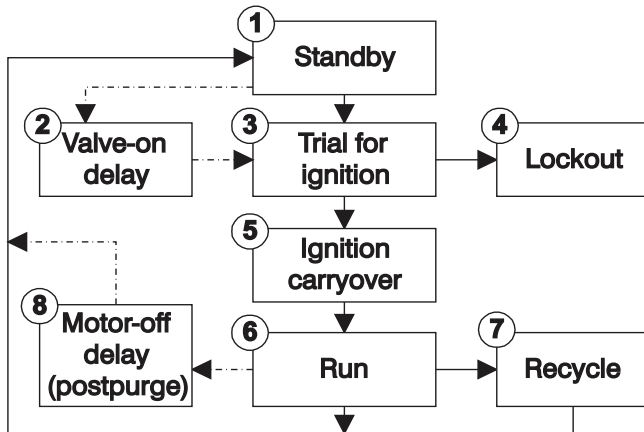 1
Standby
2
Valve-on
delay
3
Trial for
ignition
4
Lockout
5
Ignition
carryover
8
Motor-off
delay
(postpurge)
6
Run
7
Recycle